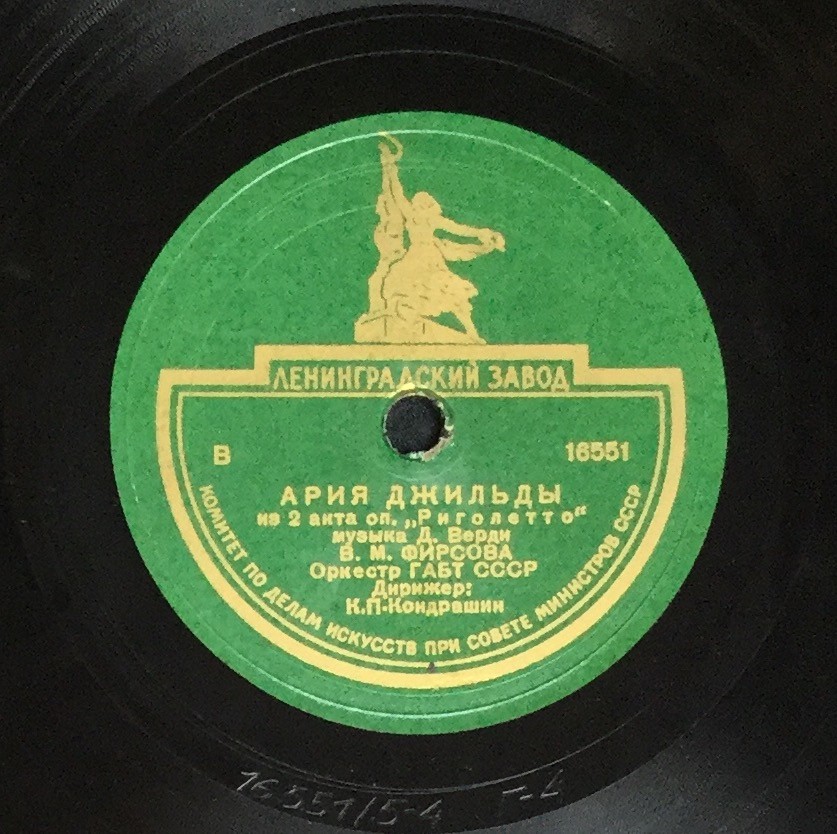 ЛЕНИНГРАДСКИЙ ЗАВОД
В 16551
АРИЯ ДЖИЛЬДЫ
из 2 акта оп. „Риголетто“
музыка Д. Верди
В. М. ФИРСОВА
Оркестр ГАБТ СССР
Дирижер:
К.П-Кондрашин
КОМИТЕТ ПО ДЕЛАМ ИСКУССТВ ПРИ СОВЕТЕ МИНИСТРОВ СССР
16551/5-4